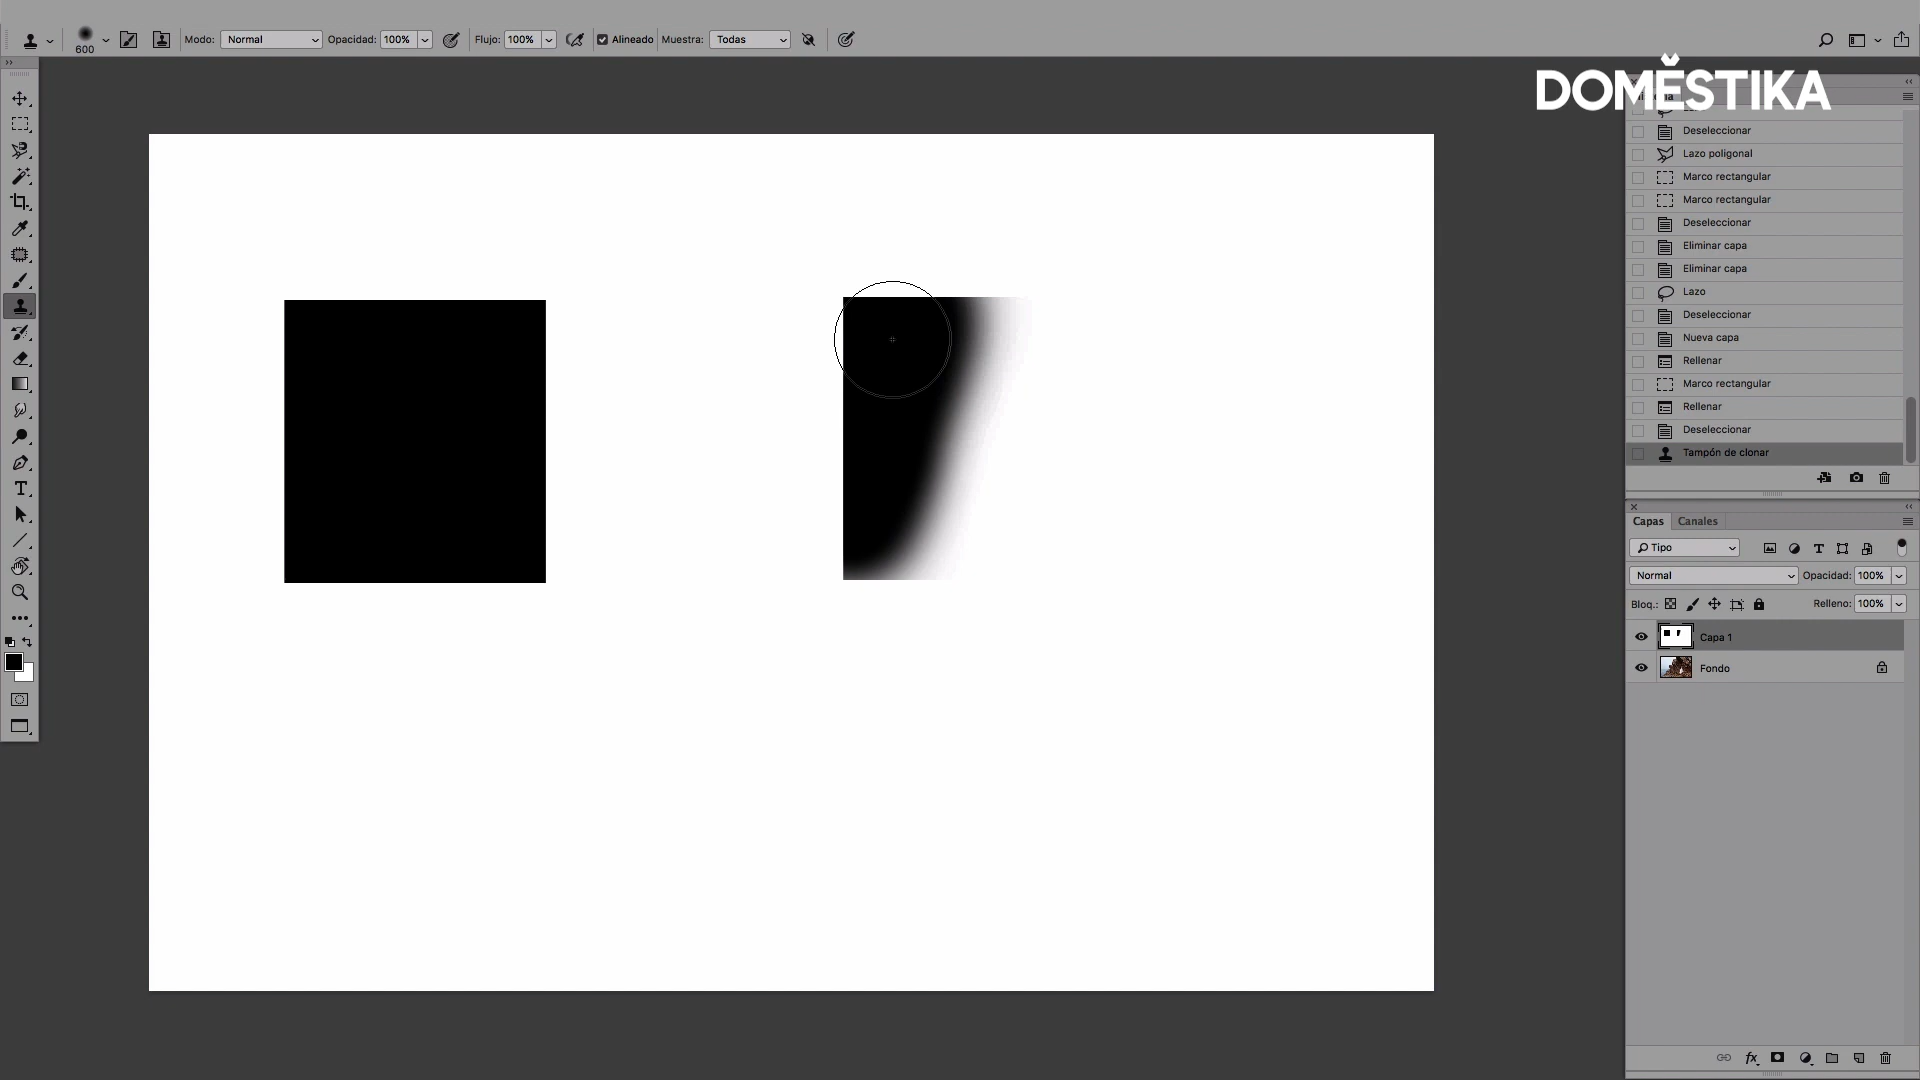 600
Modo: Normal Opacidad: 100% Flujo: 100% Alineado Muestra: Todas
DOMĚSTIKA
Deseleccionar
Lazo poligonal
Marco rectangular
Marco rectangular
Deseleccionar
Eliminar capa
Eliminar capa
Lazo
Deseleccionar
Nueva capa
Rellenar
Marco rectangular
Rellenar
Deseleccionar
Tampón de clonar
Capas Canales
Tipo
Normal Opacidad: 100%
Bloq.: Relleno: 100%
Capa 1
Fondo
fx